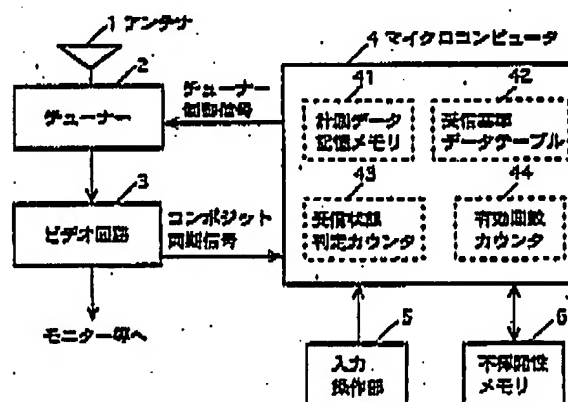 1 アンテナ
2
チューナー
チューナー
制御信号
3
ビデオ回路
コンポジット
同期信号
モニター等へ
4 マイクロコンピュータ
41
計測データ
記憶メモリ
42
受信基準
データテーブル
43
受信状態
判定カウンタ
44
有効回数
カウンタ
5
入力
操作部
6
不揮発性
メモリ